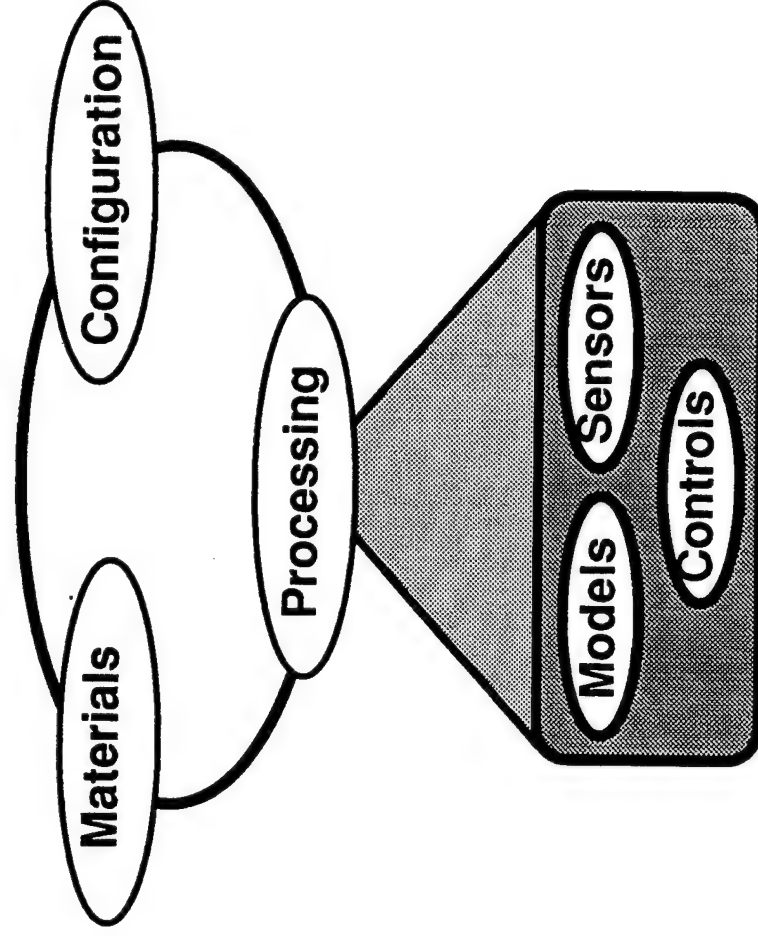 Materials
Configuration
Processing
Models
Sensors
Controls